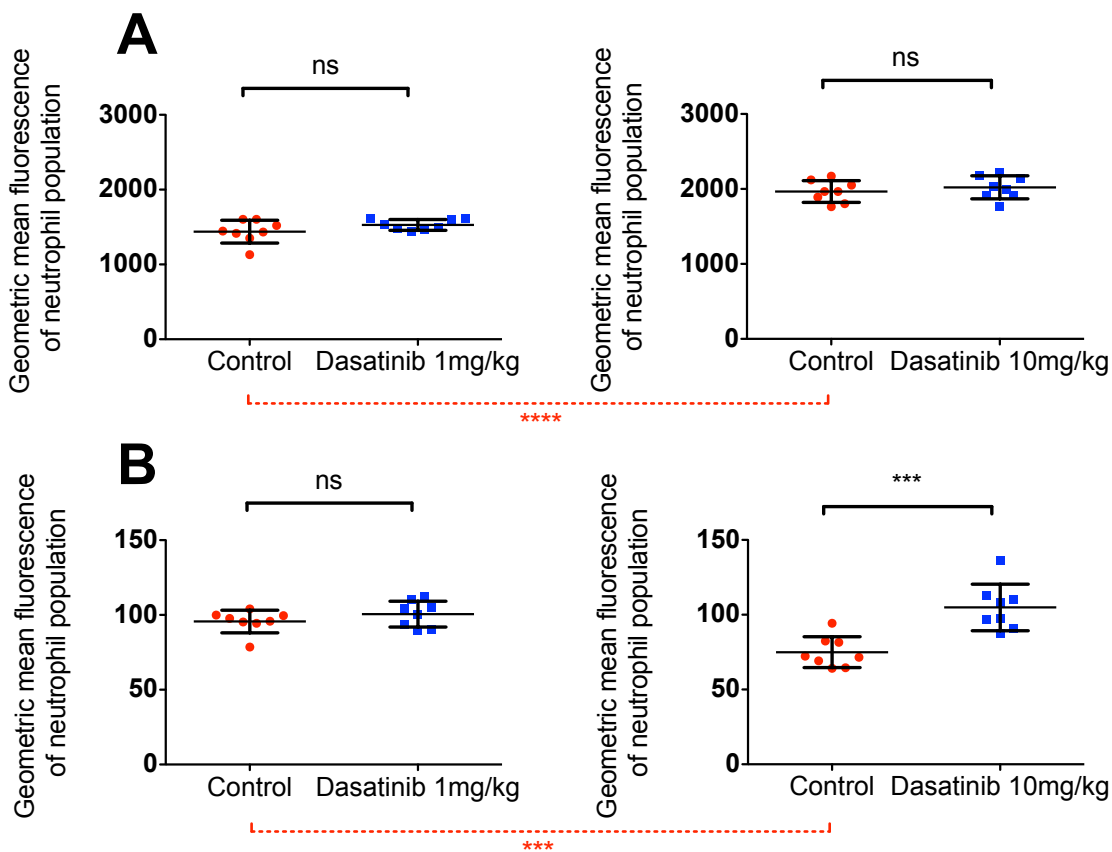 A
Geometric mean fluorescence
of neutrophil population
ns
3000
2000
1000
0
Control
Dasatinib 1mg/kg
Geometric mean fluorescence
of neutrophil population
ns
3000
2000
1000
0
Control
Dasatinib 10mg/kg
****
B
Geometric mean fluorescence
of neutrophil population
ns
150
100
50
0
Control
Dasatinib 1mg/kg
Geometric mean fluorescence
of neutrophil population
***
150
100
50
0
Control
Dasatinib 10mg/kg
***